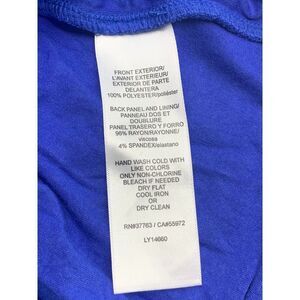 FRONT EXTERIOR/
L'AVANT EXTERIEUR/
EXTERIOR DE PARTE
DELANTERA
100% POLYESTER/poliéster
BACK PANEL AND LINING/
PANNEAU DOS ET
DOUBLURE
PANEL TRASERO Y FORRO
96% RAYON/RAYONNE/
viscosa
4% SPANDEX/elastano
HAND WASH COLD WITH
LIKE COLORS
ONLY NON-CHLORINE
BLEACH IF NEEDED
DRY FLAT
COOL IRON
OR
DRY CLEAN
RN#37763 / CA#55972
LY14660